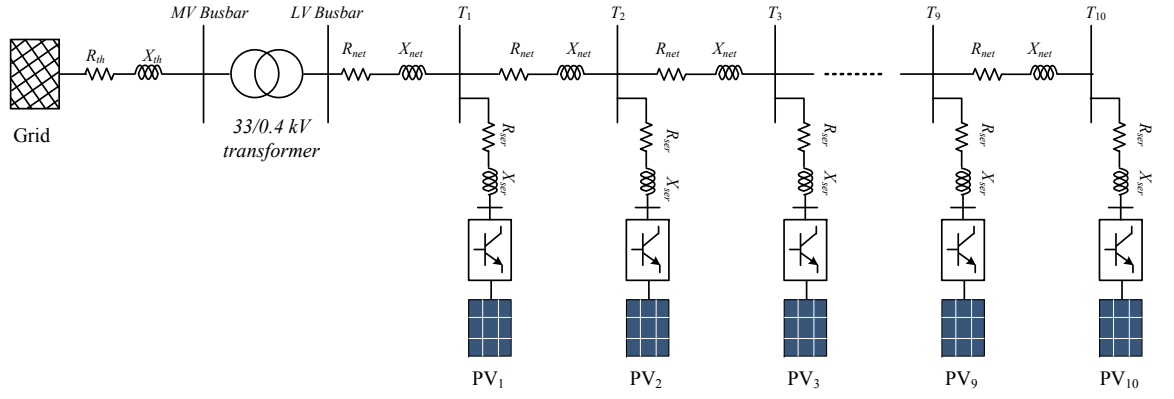 MV Busbar
LV Busbar
T1
T2
T3
T9
T10
Rth
Xth
Rnet
Xnet
Rnet
Xnet
Rnet
Xnet
Rnet
Xnet
Grid
33/0.4 kV
transformer
Rser
Xser
Rser
Xser
Rser
Xser
Rser
Xser
Rser
Xser
PV1
PV2
PV3
PV9
PV10